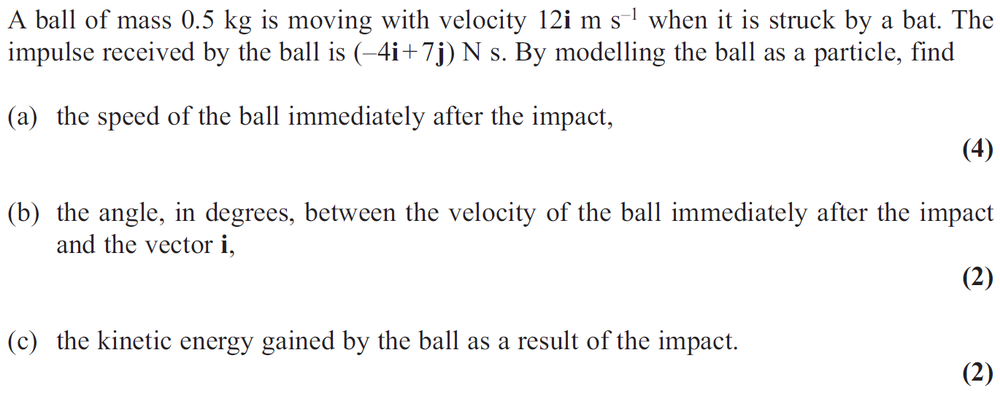 A ball of mass 0.5 kg is moving with velocity 12i m s⁻¹ when it is struck by a bat. The
impulse received by the ball is (–4i+7j) N s. By modelling the ball as a particle, find
(a) the speed of the ball immediately after the impact,
(4)
(b) the angle, in degrees, between the velocity of the ball immediately after the impact
and the vector i,
(2)
(c) the kinetic energy gained by the ball as a result of the impact.
(2)